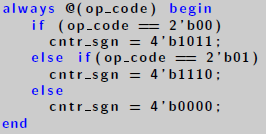 always @(op_code) begin
if (op_code == 2'b00)
cntr_sgn = 4'b1011;
else if(op_code == 2'b01)
cntr_sgn = 4'b1110;
else
cntr_sgn = 4'b0000;
end